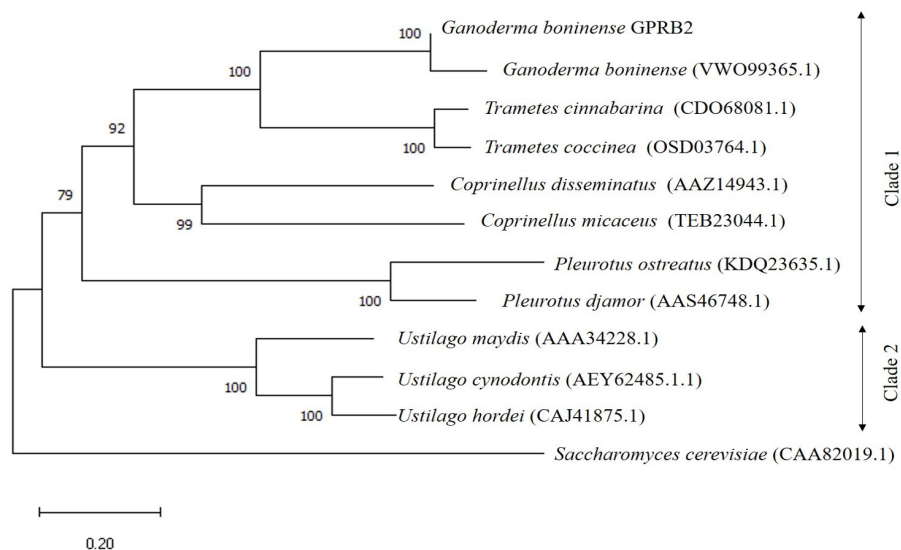 Ganoderma boninense GPRB2
100
Ganoderma boninense (VWO99365.1)
100
Trametes cinnabarina (CDO68081.1)
92
100
Trametes coccinea (OSD03764.1)
Coprinellus disseminatus (AAZ14943.1)
79
99
Coprinellus micaceus (TEB23044.1)
Pleurotus ostreatus (KDQ23635.1)
100
Pleurotus djamor (AAS46748.1)
Clade 1
Ustilago maydis (AAA34228.1)
100
Ustilago cynodontis (AEY62485.1.1)
100
Ustilago hordei (CAJ41875.1)
Clade 2
Saccharomyces cerevisiae (CAA82019.1)
0.20